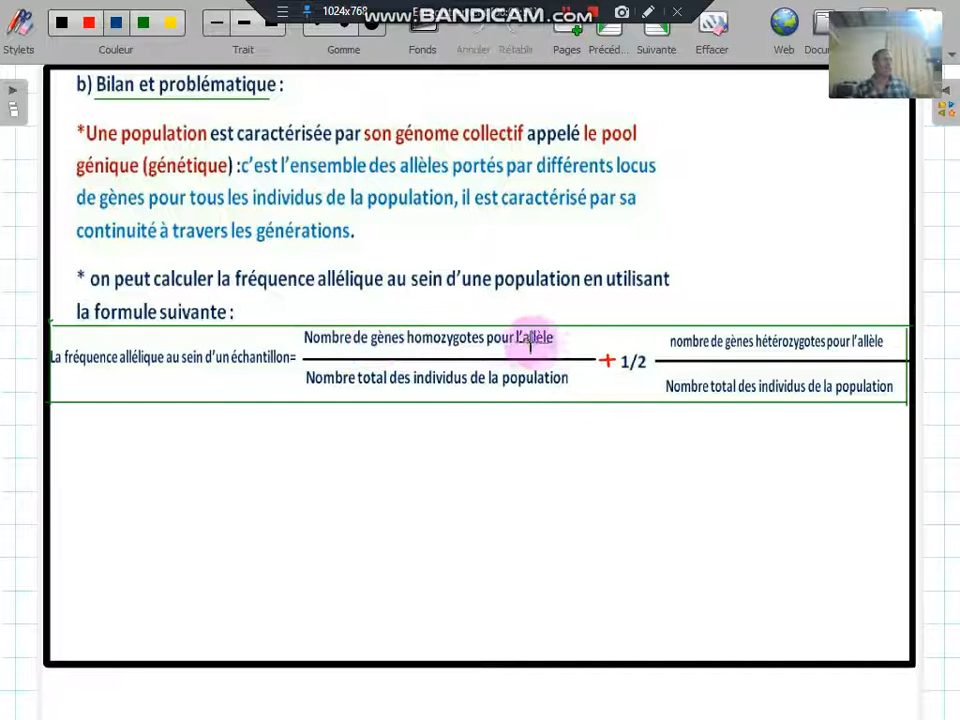 1024x768
www.BANDICAM.com
Stylets
Couleur
Trait
Gomme
Fonds
Annuler
Rétablir
Pages
Précéd...
Suivante
Effacer
Web
b) Bilan et problématique :
*Une population est caractérisée par son génome collectif appelé le pool
génique (génétique) :c’est l’ensemble des allèles portés par différents locus
de gènes pour tous les individus de la population, il est caractérisé par sa
continuité à travers les générations.
* on peut calculer la fréquence allélique au sein d’une population en utilisant
la formule suivante :
La fréquence allélique au sein d’un échantillon=
Nombre de gènes homozygotes pour l’allèle
Nombre total des individus de la population
+ 1/2
nombre de gènes hétérozygotes pour l’allèle
Nombre total des individus de la population